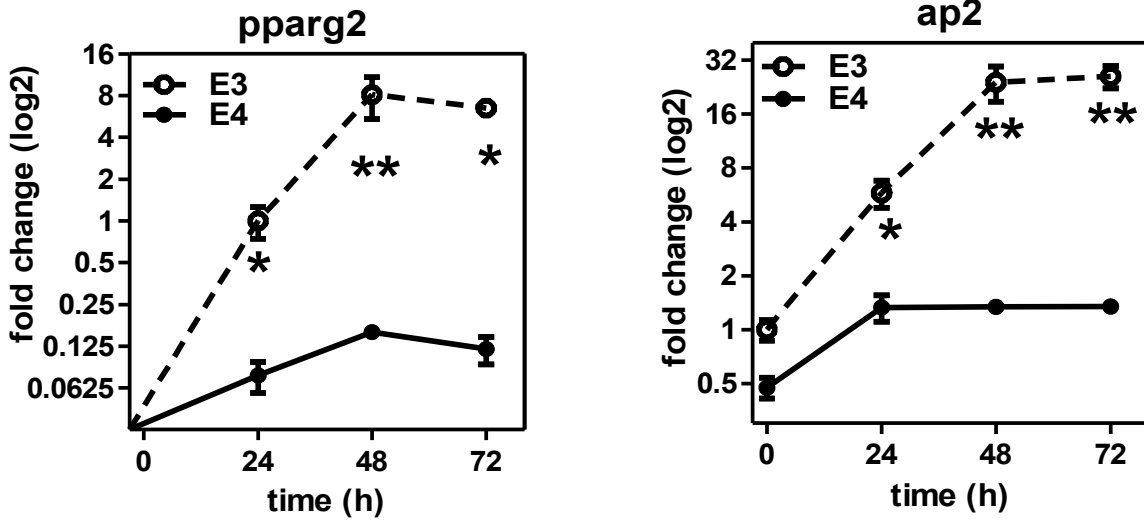 pparg2
fold change (log2)
16
8
4
2
1
0.5
0.25
0.125
0.0625
E3
E4
**
*
*
0 24 48 72
time (h)
ap2
fold change (log2)
32
16
8
4
2
1
0.5
E3
E4
**
**
*
0 24 48 72
time (h)